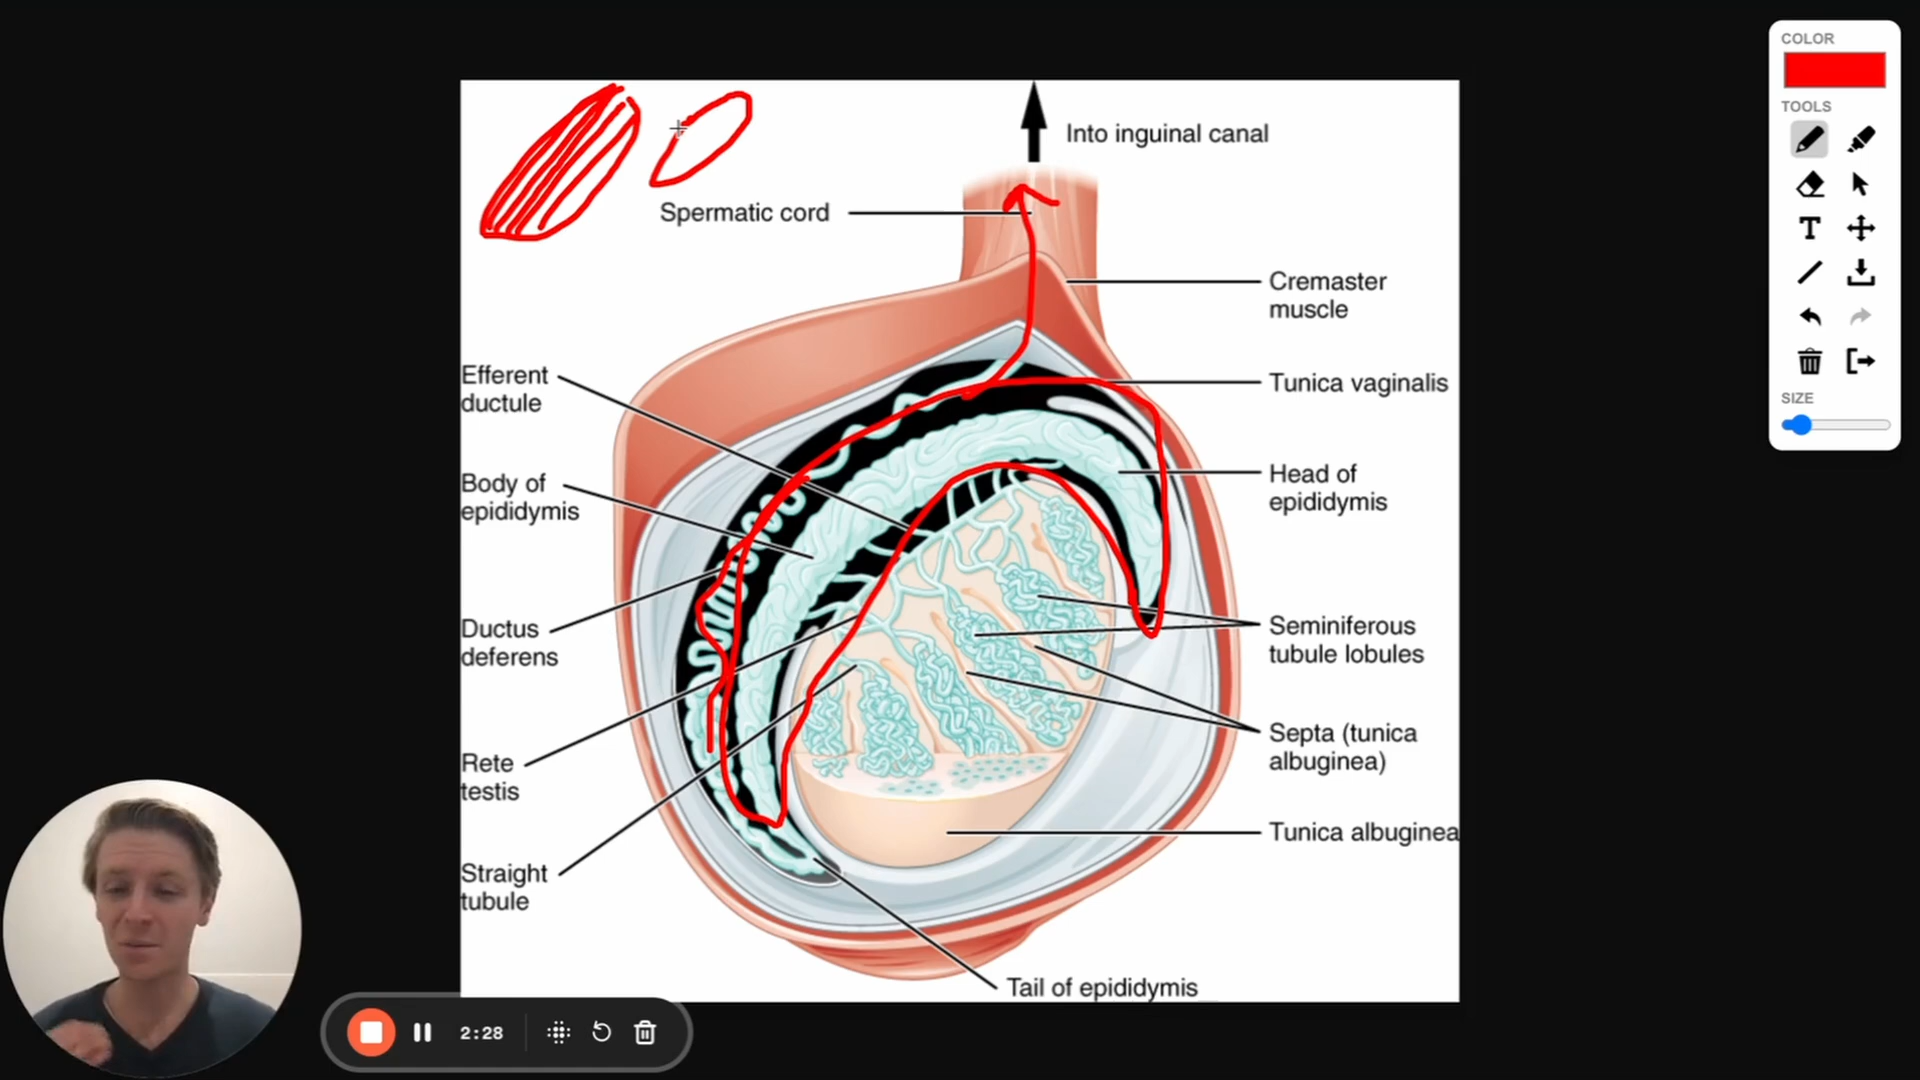 COLOR
TOOLS
T
SIZE
Into inguinal canal
Spermatic cord
Cremaster
muscle
Efferent
ductule
Tunica vaginalis
Body of
epididymis
Head of
epididymis
Ductus
deferens
Seminiferous
tubule lobules
Rete
testis
Septa (tunica
albuginea)
Straight
tubule
Tunica albuginea
Tail of epididymis
2:28